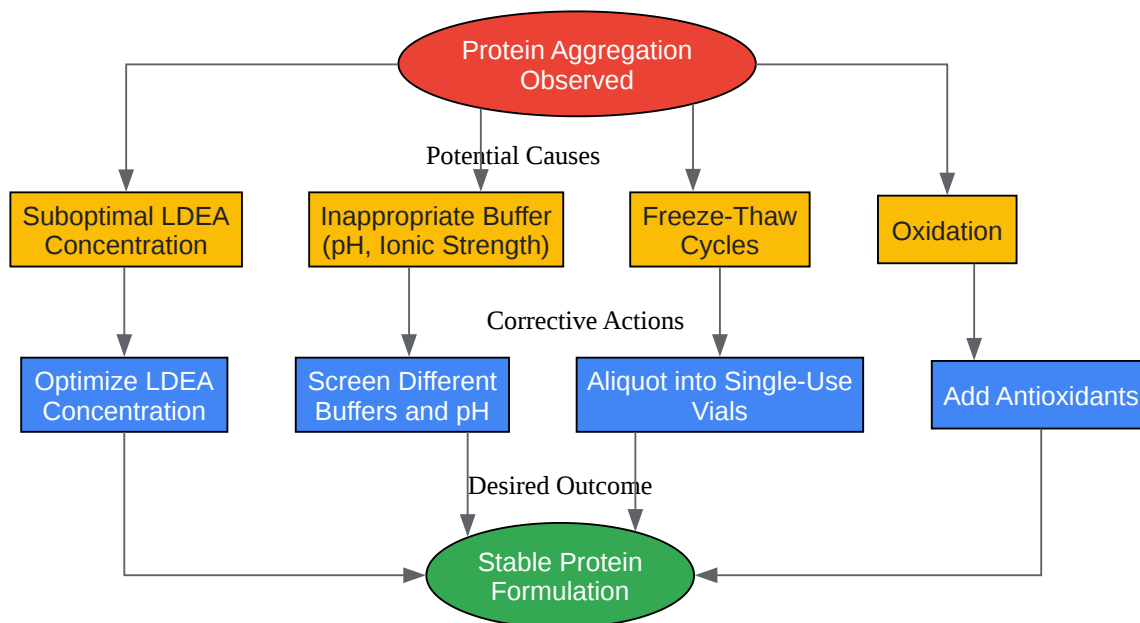 Protein Aggregation
Observed
Potential Causes
Suboptimal LDEA
Concentration
Inappropriate Buffer
(pH, Ionic Strength)
Freeze-Thaw
Cycles
Oxidation
Corrective Actions
Optimize LDEA
Concentration
Screen Different
Buffers and pH
Aliquot into Single-Use
Vials
Add Antioxidants
Desired Outcome
Stable Protein
Formulation